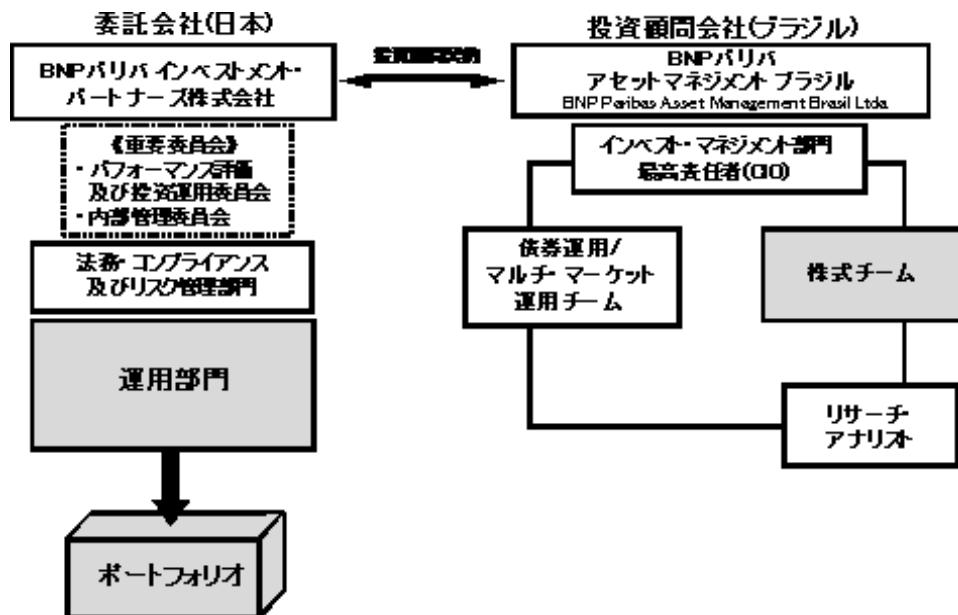 委託会社(日本)
BNPパリバ インベストメント・
パートナーズ株式会社
《重要委員会》
・パフォーマンス評価
及び投資運用委員会
・内部管理委員会
法務・コンプライアンス
及びリスク管理部門
運用部門
ポートフォリオ
投資顧問会社(ブラジル)
BNPパリバ
アセットマネジメント ブラジル
BNP Paribas Asset Management Brasil Ltda
インベスト・マネジメント部門
最高責任者(CIO)
債券運用/
マルチ・マーケット
運用チーム
株式チーム
リサーチ・
アナリスト